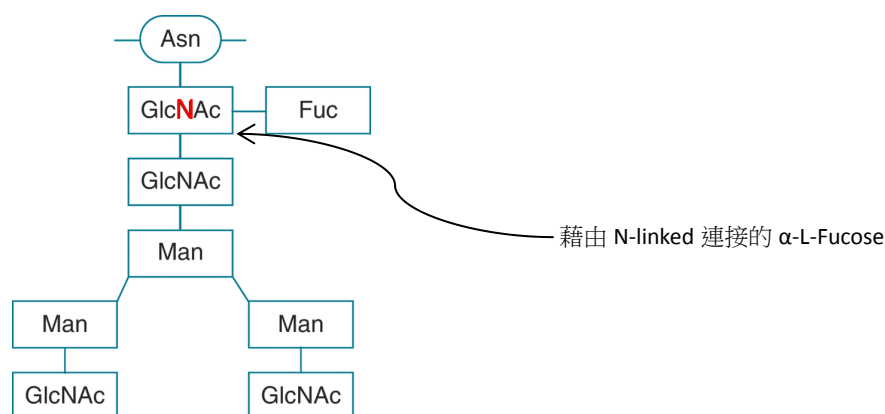 Asn
GlcNAc Fuc
GlcNAc
藉由 N-linked 連接的 α-L-Fucose
Man
Man Man
GlcNAc GlcNAc